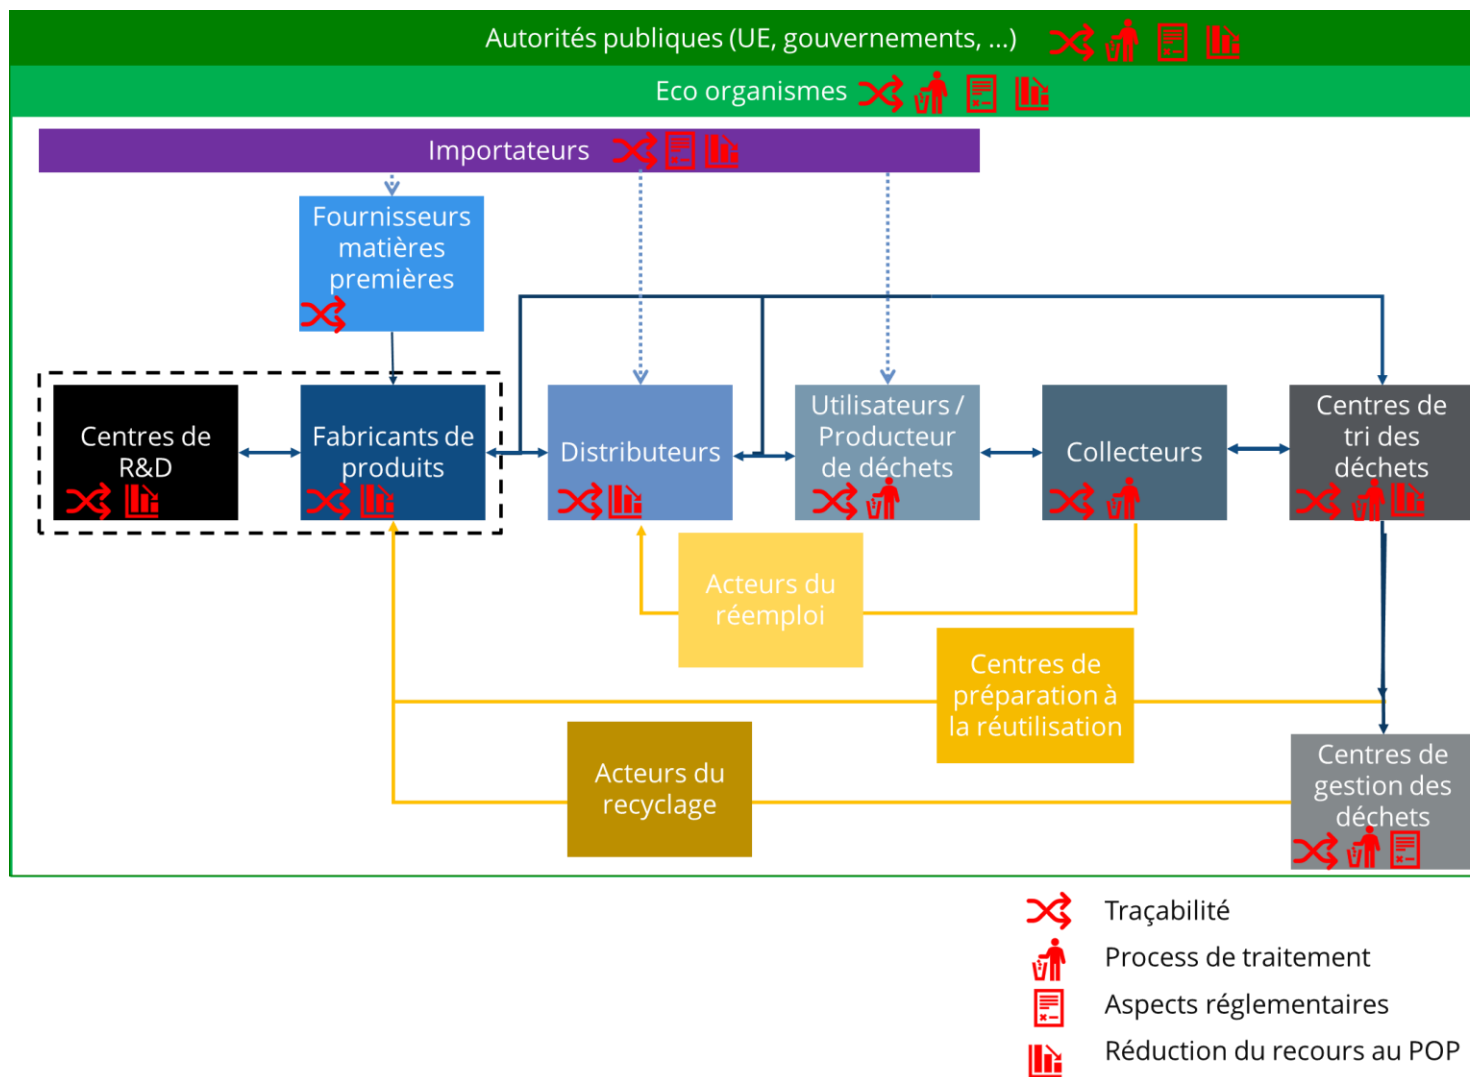 Autorités publiques (UE, gouvernements, ...)
Eco organismes
Importateurs
Fournisseurs
matières
premières
Centres de
R&D
Fabricants de
produits
Distributeurs
Utilisateurs /
Producteur
de déchets
Collecteurs
Centres de
tri des
déchets
Acteurs du
réemploi
Centres de
préparation à
la réutilisation
Acteurs du
recyclage
Centres de
gestion des
déchets
Traçabilité
Process de traitement
Aspects réglementaires
Réduction du recours au POP